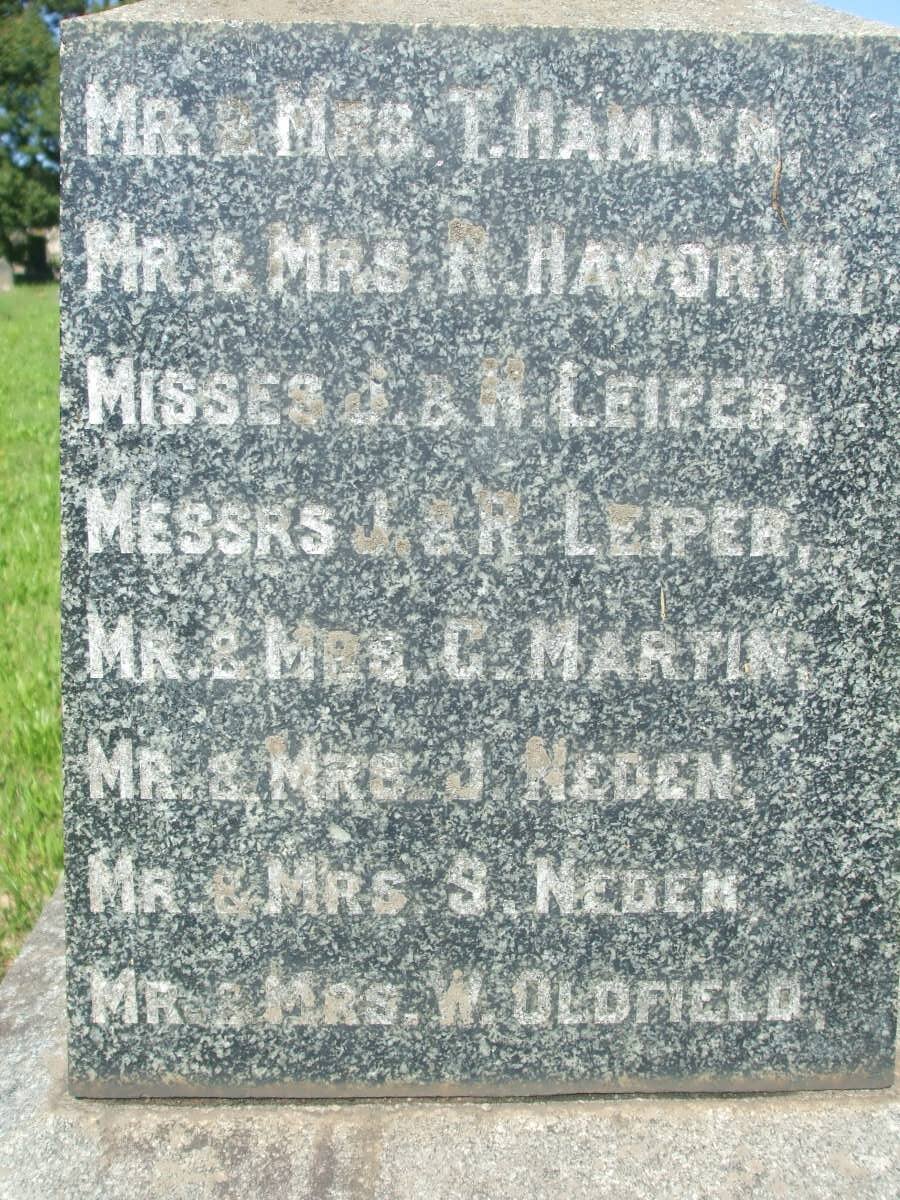 MR. & MRS. T. HAMLYN,
MR. & MRS. R. HAWORTH,
MISSES J. & H. LEIPER,
MESSRS J. & R. LEIPER,
MR. & MRS. C. MARTIN,
MR. & MRS. J. NEDEN,
MR & MRS S. NEDEN,
MR. & MRS. W. OLDFIELD,